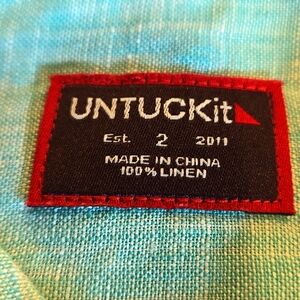 UNTUCKit
Est. 2 2011
MADE IN CHINA
100% LINEN